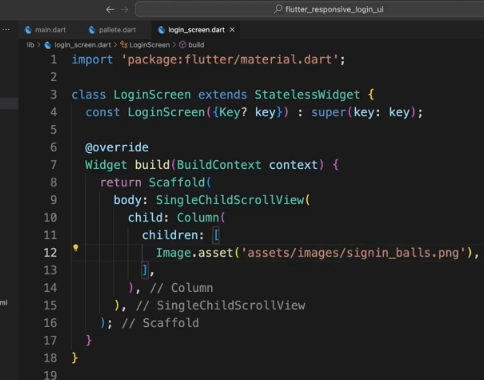 flutter_responsive_login_ui
main.dart pallete.dart login_screen.dart
lib login_screen.dart LoginScreen build
1 import 'package:flutter/material.dart';
2
3 class LoginScreen extends StatelessWidget {
4 const LoginScreen({Key? key}) : super(key: key);
5
6 @override
7 Widget build(BuildContext context) {
8 return Scaffold(
9 body: SingleChildScrollView(
10 child: Column(
11 children: [
12 Image.asset('assets/images/signin_balls.png'),
13 ],
14 ), // Column
15 ), // SingleChildScrollView
16 ); // Scaffold
17 }
18 }
19
ml